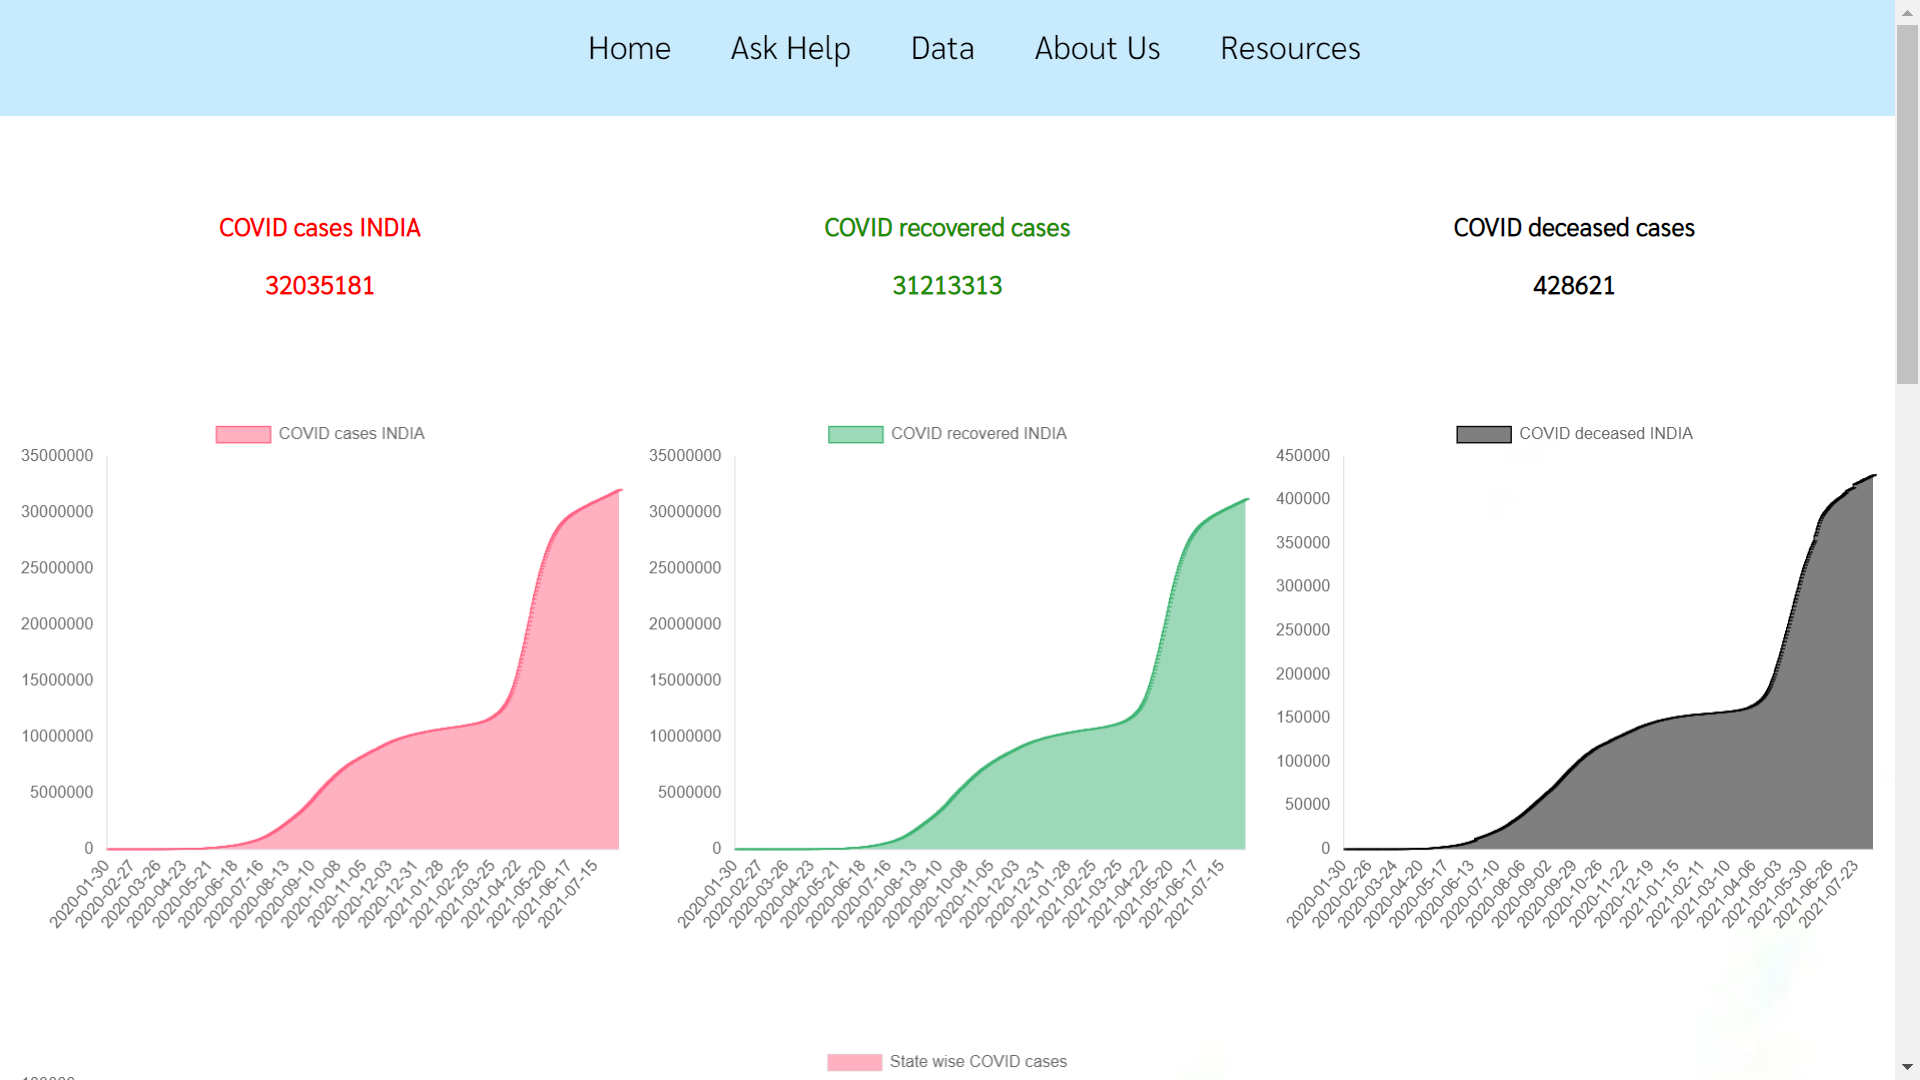 Home Ask Help Data About Us Resources
COVID cases INDIA
32035181
COVID recovered cases
31213313
COVID deceased cases
428621
COVID cases INDIA
35000000
30000000
25000000
20000000
15000000
10000000
5000000
0
2020-01-30 2020-02-27 2020-03-26 2020-04-23 2020-05-21 2020-06-18 2020-07-16 2020-08-13 2020-09-10 2020-10-08 2020-11-05 2020-12-03 2020-12-31 2021-01-28 2021-02-25 2021-03-25 2021-04-22 2021-05-20 2021-06-17 2021-07-15
COVID recovered INDIA
35000000
30000000
25000000
20000000
15000000
10000000
5000000
0
2020-01-30 2020-02-27 2020-03-26 2020-04-23 2020-05-21 2020-06-18 2020-07-16 2020-08-13 2020-09-10 2020-10-08 2020-11-05 2020-12-03 2020-12-31 2021-01-28 2021-02-25 2021-03-25 2021-04-22 2021-05-20 2021-06-17 2021-07-15
COVID deceased INDIA
450000
400000
350000
300000
250000
200000
150000
100000
50000
0
2020-01-30 2020-02-26 2020-03-24 2020-04-20 2020-05-17 2020-06-13 2020-07-10 2020-08-06 2020-09-02 2020-09-29 2020-10-26 2020-11-22 2020-12-19 2021-01-15 2021-02-11 2021-03-10 2021-04-06 2021-05-03 2021-05-30 2021-06-26 2021-07-23
State wise COVID cases